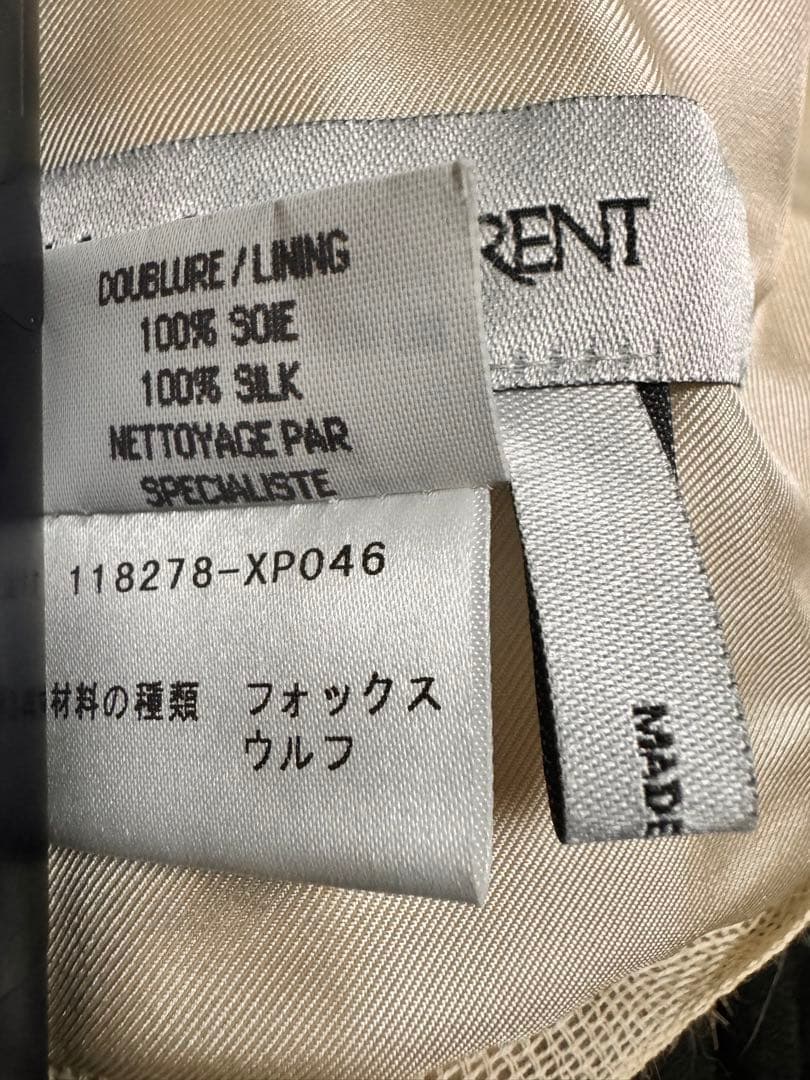 RENT
DOUBLURE / LINING
100% SOIE
100% SILK
NETTOYAGE PAR
SPECIALISTE
118278-XP046
材料の種類 フォックス
ウルフ
MADE